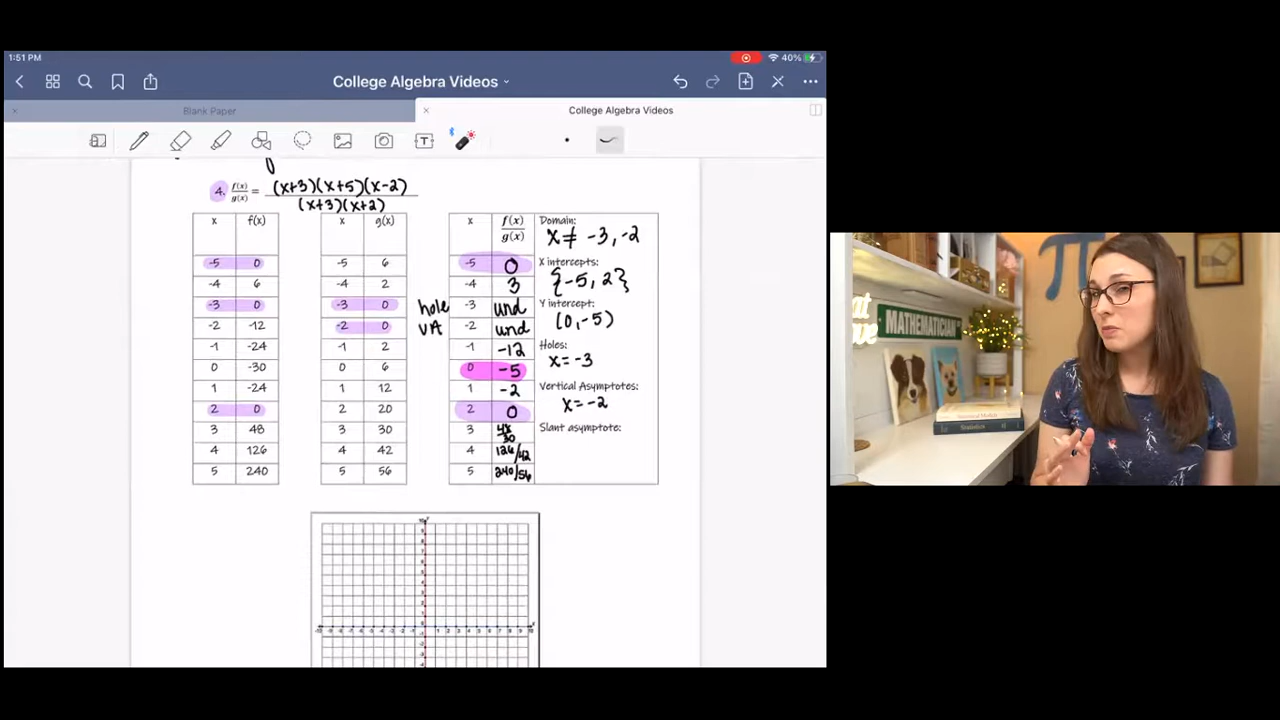 1:51 PM
40%
College Algebra Videos
Blank Paper
College Algebra Videos
4. f(x)/g(x) = (x+3)(x+5)(x-2)
(x+3)(x+2)
x f(x)
-5 0
-4 6
-3 0
-2 -12
-1 -24
0 -30
1 -24
2 0
3 48
4 126
5 240
x g(x)
-5 6
-4 2
-3 0
-2 0
-1 2
0 6
1 12
2 20
3 30
4 42
5 56
x f(x)/g(x)
-5 0
-4 3
hole -3 und
VA -2 und
-1 -12
0 -5
1 -2
2 0
3 48/30
4 126/42
5 240/56
Domain:
x ≠ -3, -2
X intercepts:
{-5, 2}
Y intercept:
(0, -5)
Holes:
x = -3
Vertical Asymptotes:
x = -2
Slant asymptote:
MATHEMATICIAN
Statistics